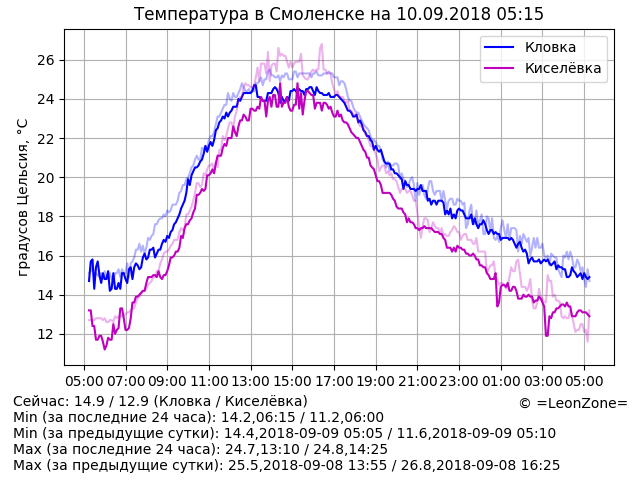 Температура в Смоленске на 10.09.2018 05:15
Кловка
Киселёвка
градусов Цельсия, °C
26
24
22
20
18
16
14
12
05:00 07:00 09:00 11:00 13:00 15:00 17:00 19:00 21:00 23:00 01:00 03:00 05:00
Сейчас: 14.9 / 12.9 (Кловка / Киселёвка)
© =LeonZone=
Min (за последние 24 часа): 14.2,06:15 / 11.2,06:00
Min (за предыдущие сутки): 14.4,2018-09-09 05:05 / 11.6,2018-09-09 05:10
Max (за последние 24 часа): 24.7,13:10 / 24.8,14:25
Max (за предыдущие сутки): 25.5,2018-09-08 13:55 / 26.8,2018-09-08 16:25